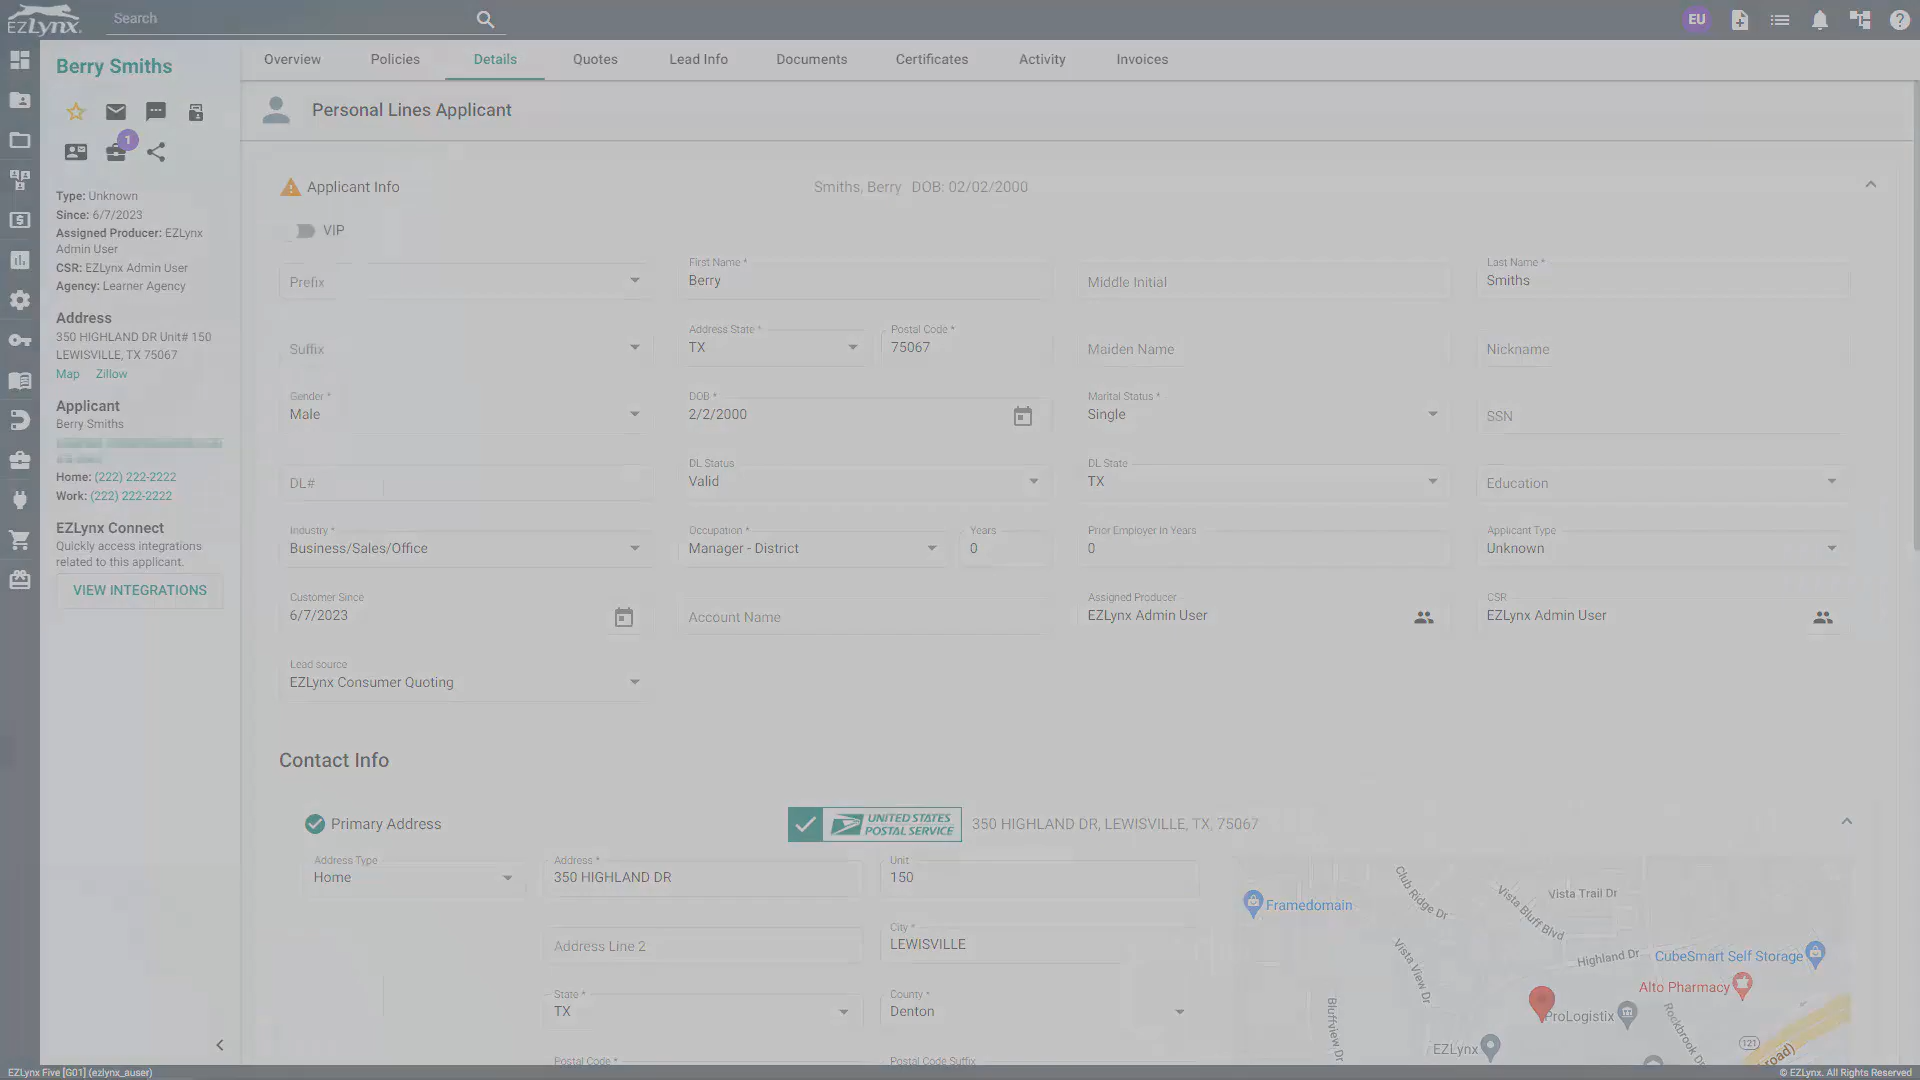 EZLynx
Search
EU
Berry Smiths
1
Type: Unknown
Since: 6/7/2023
Assigned Producer: EZLynx
Admin User
CSR: EZLynx Admin User
Agency: Learner Agency
Address
350 HIGHLAND DR Unit# 150
LEWISVILLE, TX 75067
Map Zillow
Applicant
Berry Smiths
Home: (222) 222-2222
Work: (222) 222-2222
EZLynx Connect
Quickly access integrations
related to this applicant.
VIEW INTEGRATIONS
Overview Policies Details Quotes Lead Info Documents Certificates Activity Invoices
Personal Lines Applicant
Applicant Info Smiths, Berry DOB: 02/02/2000
VIP
Prefix
First Name *
Berry
Middle Initial
Last Name *
Smiths
Suffix
Address State *
TX
Postal Code *
75067
Maiden Name
Nickname
Gender *
Male
DOB *
2/2/2000
Marital Status *
Single
SSN
DL#
DL Status
Valid
DL State
TX
Education
Industry *
Business/Sales/Office
Occupation *
Manager - District
Years
0
Prior Employer In Years
0
Applicant Type
Unknown
Customer Since
6/7/2023
Account Name
Assigned Producer
EZLynx Admin User
CSR
EZLynx Admin User
Lead source
EZLynx Consumer Quoting
Contact Info
Primary Address
UNITED STATES
POSTAL SERVICE
350 HIGHLAND DR, LEWISVILLE, TX, 75067
Address Type
Home
Address *
350 HIGHLAND DR
Unit
150
Address Line 2
City *
LEWISVILLE
State *
TX
County *
Denton
Postal Code *
Postal Code Suffix
Framedomain
Club Ridge Dr
Vista Bluff Blvd
Vista Trail Dr
Vista View Dr
Highland Dr
CubeSmart Self Storage
Alto Pharmacy
ProLogistix
Bluffview Dr
Rockbrook Dr
EZLynx
121
road)
EZLynx Five [G01] (ezlynx_auser)
© EZLynx. All Rights Reserved